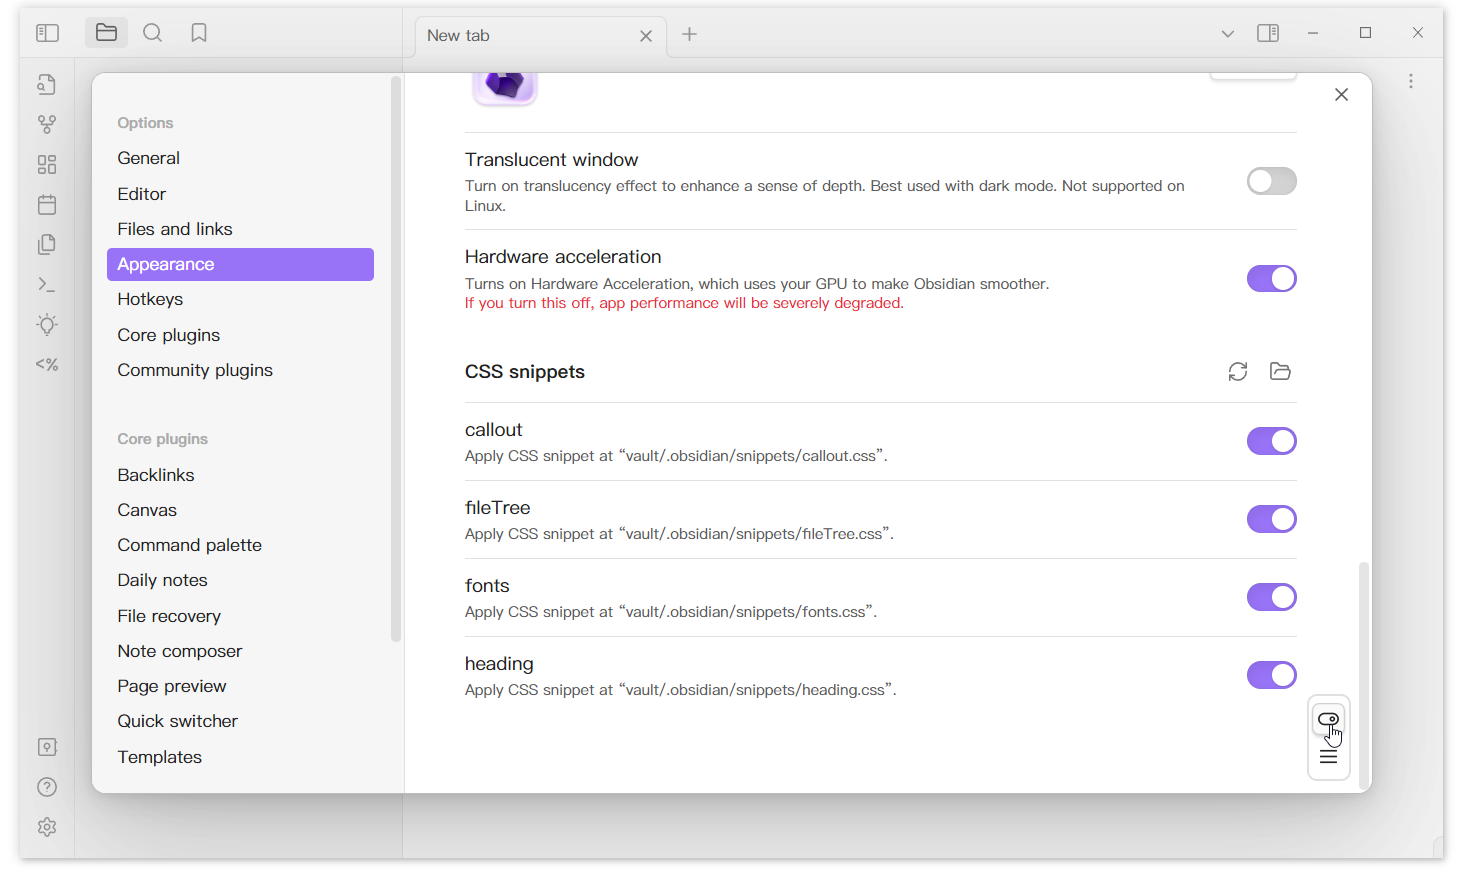 New tab
Options
General
Editor
Files and links
Appearance
Hotkeys
Core plugins
Community plugins
Core plugins
Backlinks
Canvas
Command palette
Daily notes
File recovery
Note composer
Page preview
Quick switcher
Templates
Translucent window
Turn on translucency effect to enhance a sense of depth. Best used with dark mode. Not supported on
Linux.
Hardware acceleration
Turns on Hardware Acceleration, which uses your GPU to make Obsidian smoother.
If you turn this off, app performance will be severely degraded.
CSS snippets
callout
Apply CSS snippet at “vault/.obsidian/snippets/callout.css”.
fileTree
Apply CSS snippet at “vault/.obsidian/snippets/fileTree.css”.
fonts
Apply CSS snippet at “vault/.obsidian/snippets/fonts.css”.
heading
Apply CSS snippet at “vault/.obsidian/snippets/heading.css”.
<%